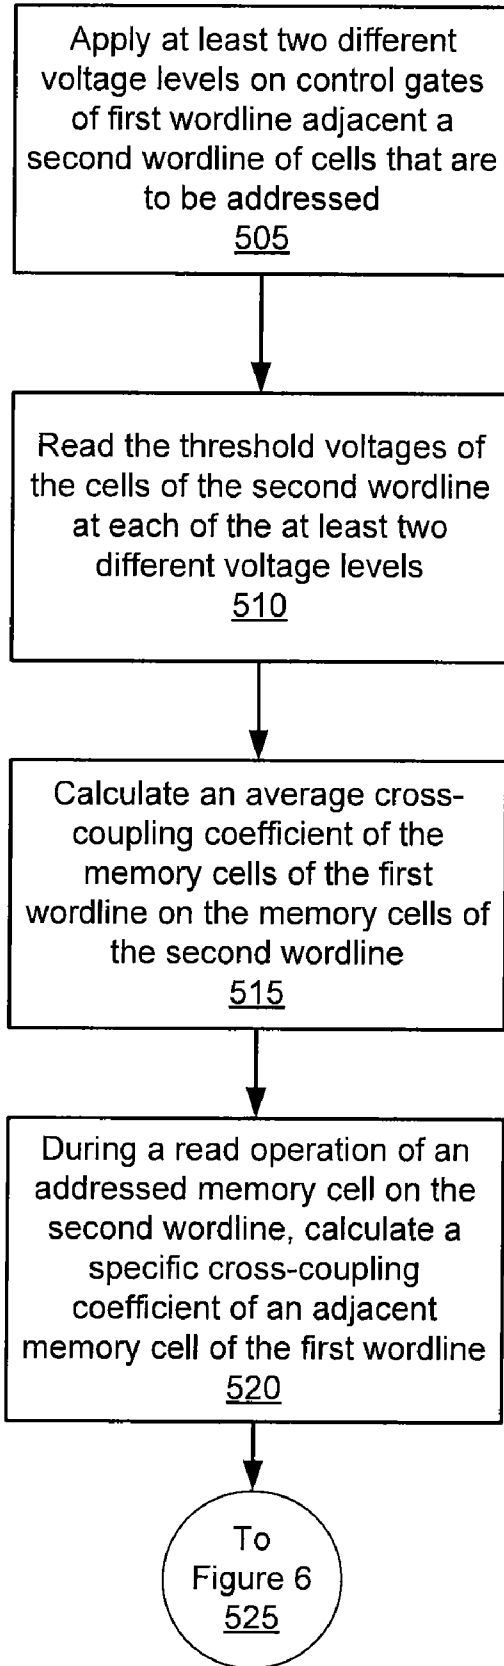 Apply at least two different
voltage levels on control gates
of first wordline adjacent a
second wordline of cells that are
to be addressed
505
Read the threshold voltages of
the cells of the second wordline
at each of the at least two
different voltage levels
510
Calculate an average cross-
coupling coefficient of the
memory cells of the first
wordline on the memory cells of
the second wordline
515
During a read operation of an
addressed memory cell on the
second wordline, calculate a
specific cross-coupling
coefficient of an adjacent
memory cell of the first wordline
520
To
Figure 6
525